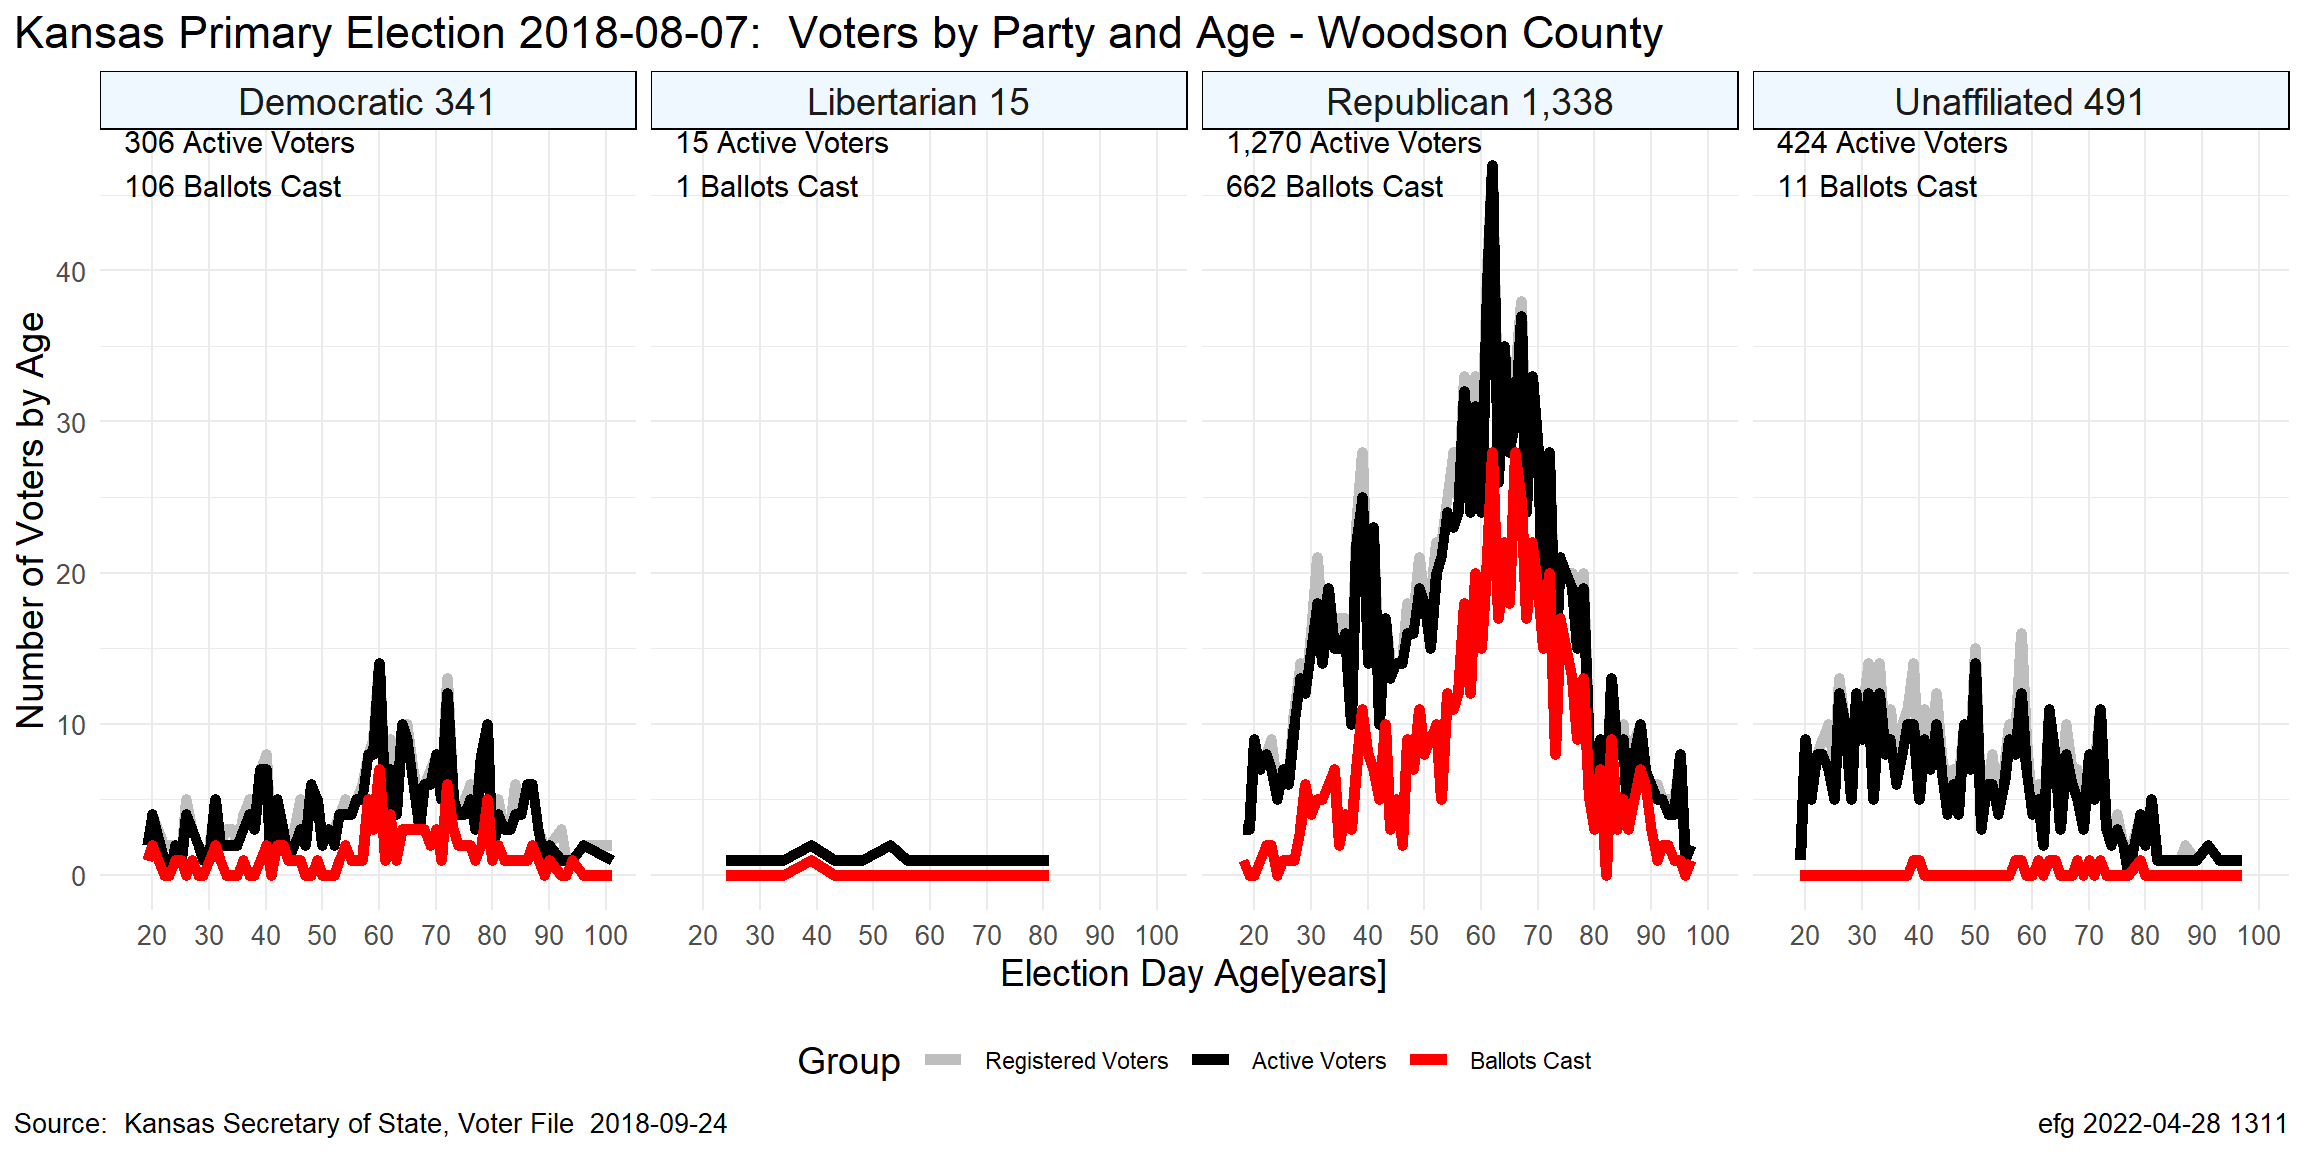 Kansas Primary Election 2018-08-07:  Voters by Party and Age - Woodson County
Democratic 341
Libertarian 15
Republican 1,338
Unaffiliated 491
306 Active Voters
106 Ballots Cast
15 Active Voters
1 Ballots Cast
1,270 Active Voters
662 Ballots Cast
424 Active Voters
11 Ballots Cast
Number of Voters by Age
40
30
20
10
0
20 30 40 50 60 70 80 90 100
20 30 40 50 60 70 80 90 100
20 30 40 50 60 70 80 90 100
20 30 40 50 60 70 80 90 100
Election Day Age[years]
Group Registered Voters Active Voters Ballots Cast
Source:  Kansas Secretary of State, Voter File  2018-09-24
efg 2022-04-28 1311